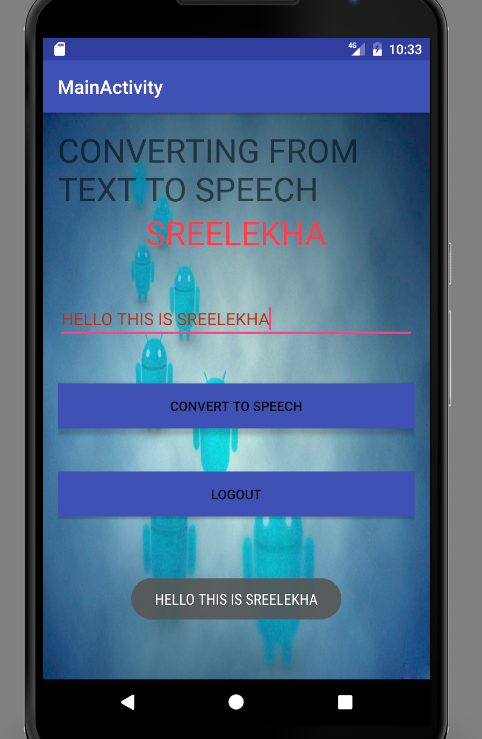 4G 10:33
MainActivity
CONVERTING FROM
TEXT TO SPEECH
SREELEKHA
HELLO THIS IS SREELEKHA
CONVERT TO SPEECH
LOGOUT
HELLO THIS IS SREELEKHA